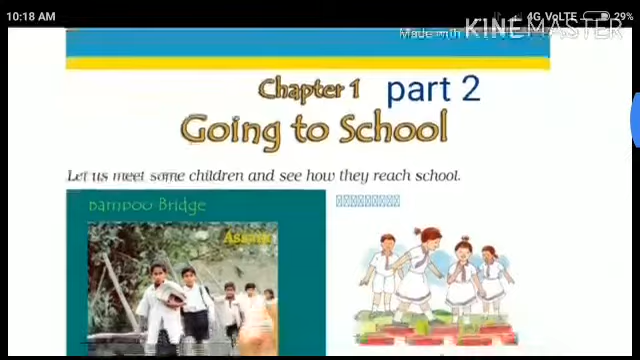 10:18 AM
4G VoLTE 29%
Made with KINEMASTER
Chapter 1 part 2
Going to School
Let us meet some children and see how they reach school.
Bamboo Bridge
Assam